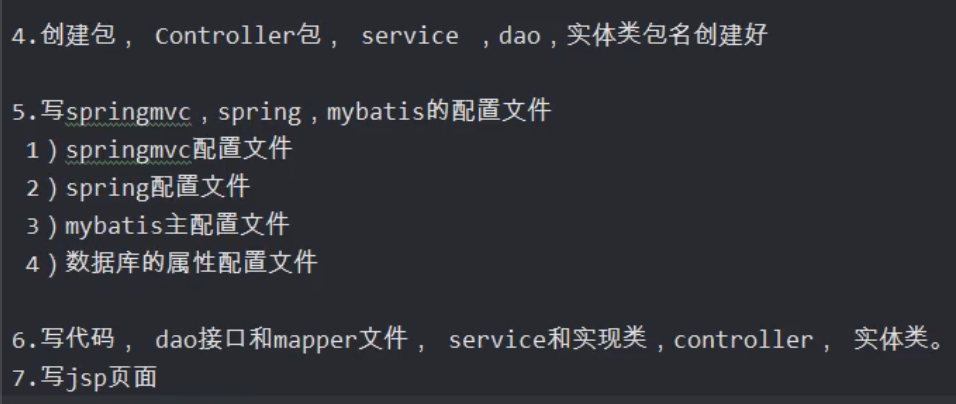 4.创建包， Controller包， service ,dao,实体类包名创建好
5.写springmvc,spring,mybatis的配置文件
1)springmvc配置文件
2)spring配置文件
3)mybatis主配置文件
4)数据库的属性配置文件
6.写代码， dao接口和mapper文件， service和实现类,controller， 实体类。
7.写jsp页面